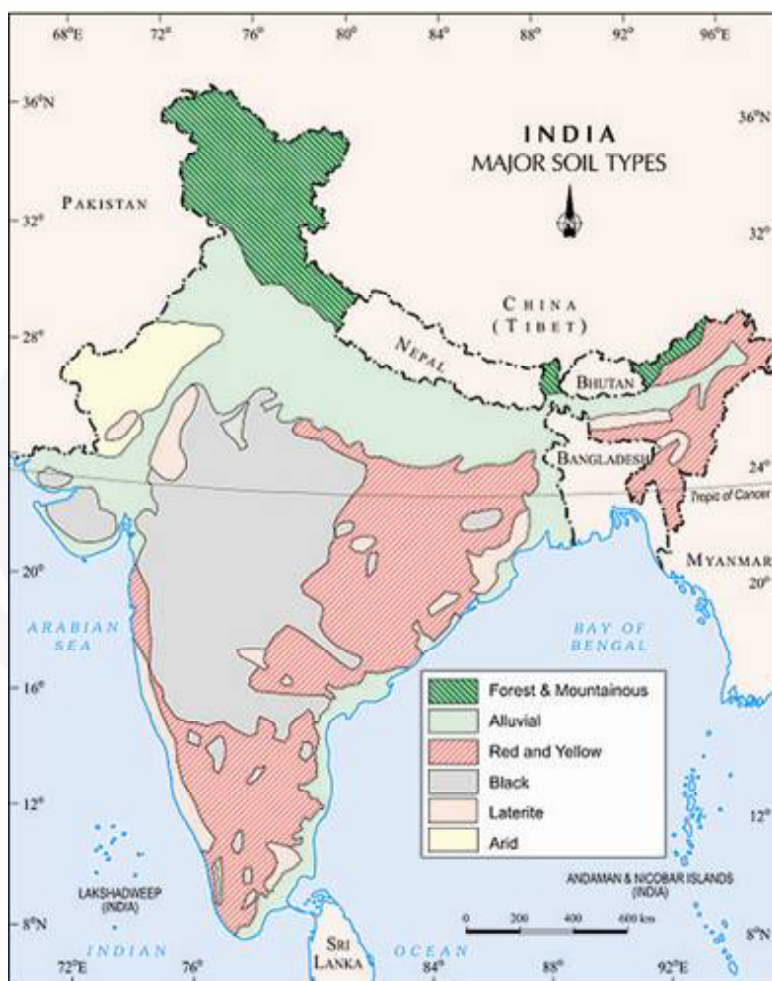 68°E 72° 76° 80° 84° 88° 92° 96°E
36°N
36°N
INDIA
MAJOR SOIL TYPES
PAKISTAN
32°
32°
CHINA
(TIBET)
28°
28°
NEPAL
BHUTAN
BANGLADESH
24°
Tropic of Cancer
MYANMAR
20°
20°
ARABIAN
SEA
BAY OF
BENGAL
16°
16°
Forest & Mountainous
Alluvial
Red and Yellow
Black
Laterite
Arid
12°
12°
LAKSHADWEEP
(INDIA)
ANDAMAN & NICOBAR ISLANDS
(INDIA)
0 200 400 600 km
8°N
8°N
INDIAN OCEAN
SRI
LANKA
72°E 76° 84° 88° 92°E